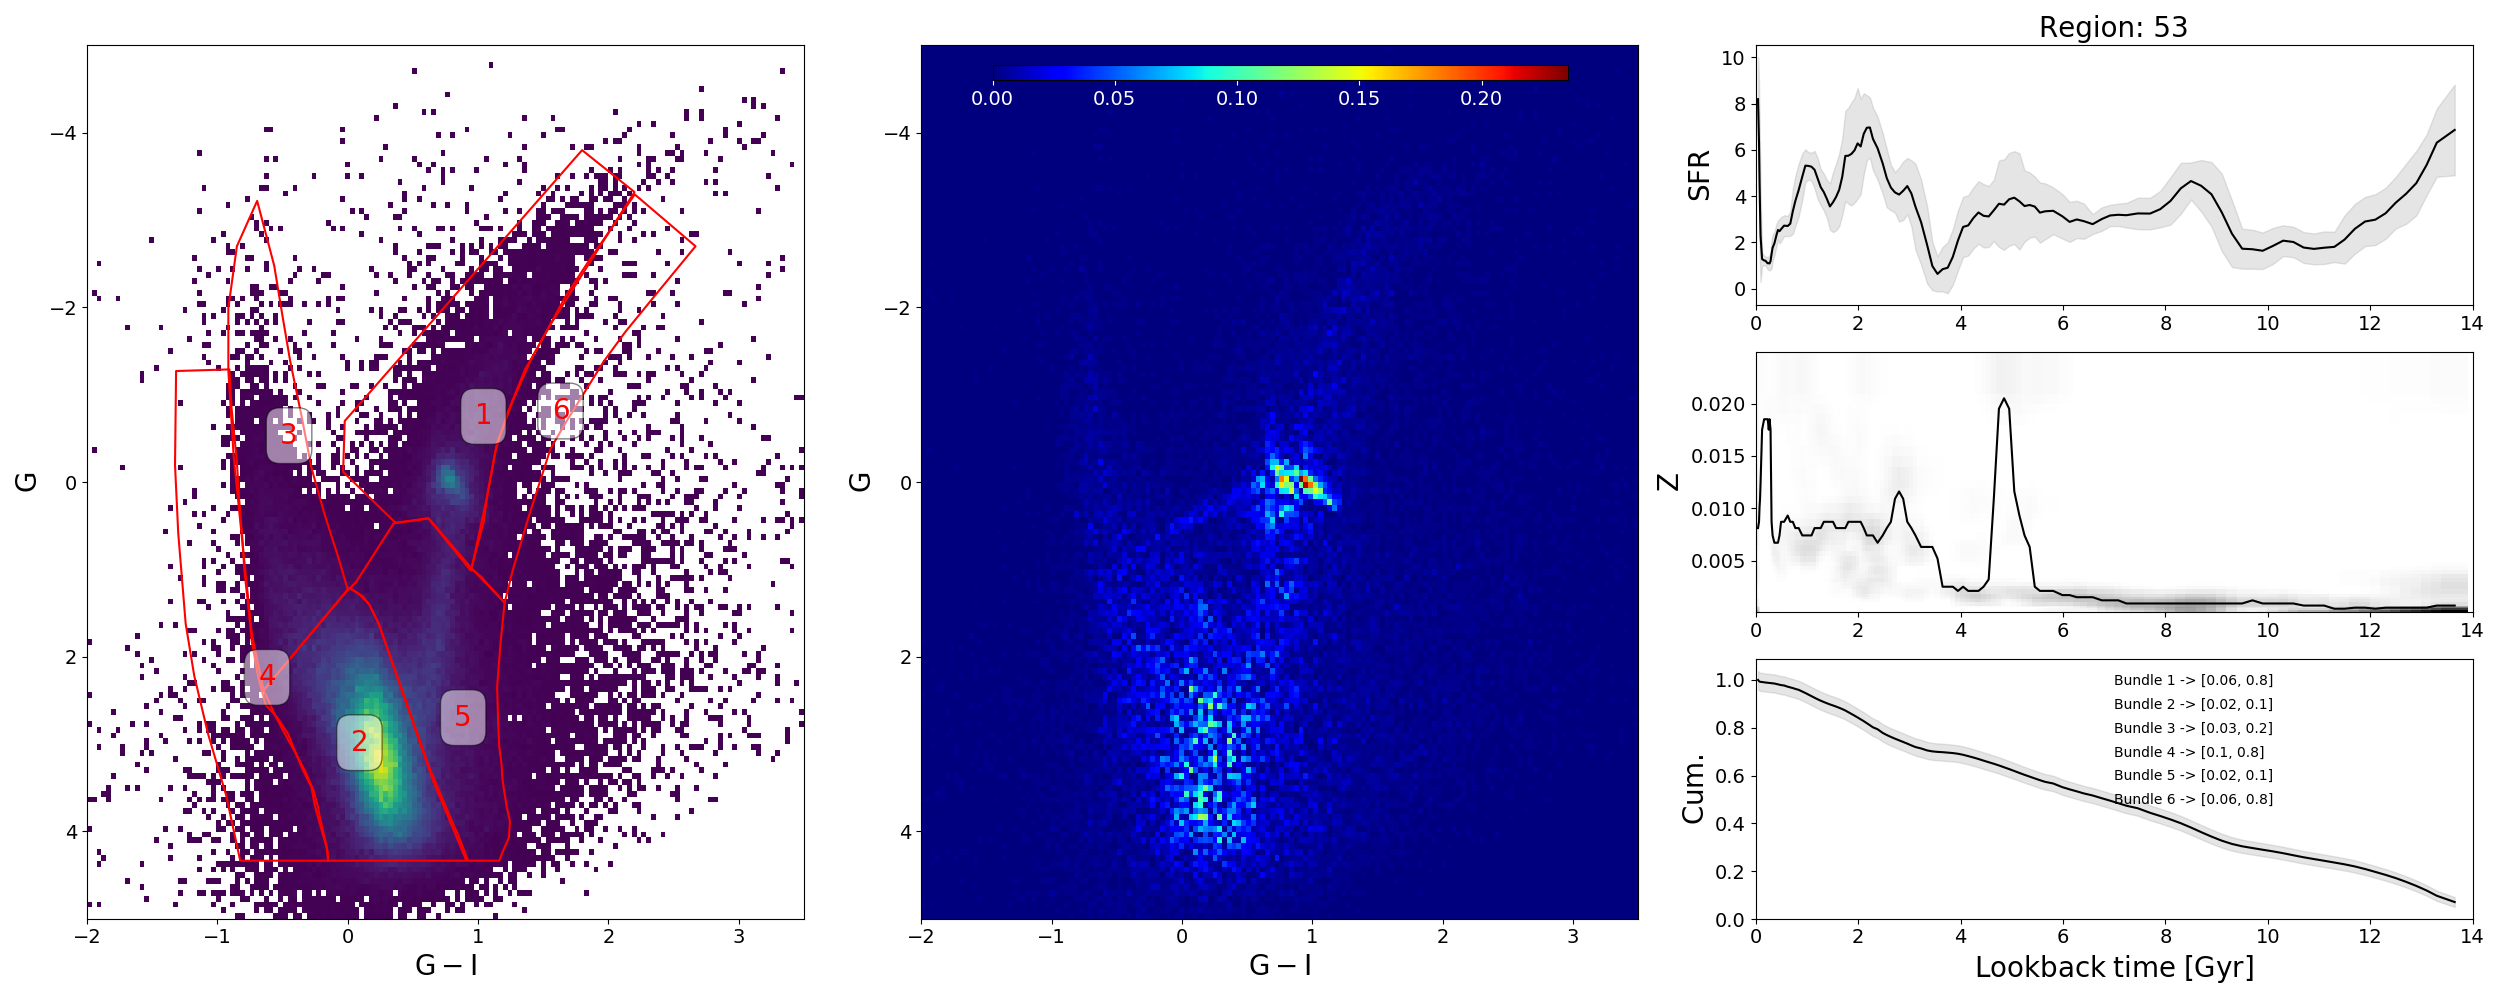 −4
−2
0
2
4
G
−2
−1
0
1
2
3
G − I
1
2
3
4
5
6
0.00
0.05
0.10
0.15
0.20
−4
−2
0
2
4
G
−2
−1
0
1
2
3
G − I
Region: 53
10
8
6
4
2
0
SFR
0 2 4 6 8 10 12 14
0.020
0.015
0.010
0.005
Z
0 2 4 6 8 10 12 14
1.0
0.8
0.6
0.4
0.2
0.0
Cum.
Bundle 1 -> [0.06, 0.8]
Bundle 2 -> [0.02, 0.1]
Bundle 3 -> [0.03, 0.2]
Bundle 4 -> [0.1, 0.8]
Bundle 5 -> [0.02, 0.1]
Bundle 6 -> [0.06, 0.8]
0 2 4 6 8 10 12 14
Lookback time [Gyr]